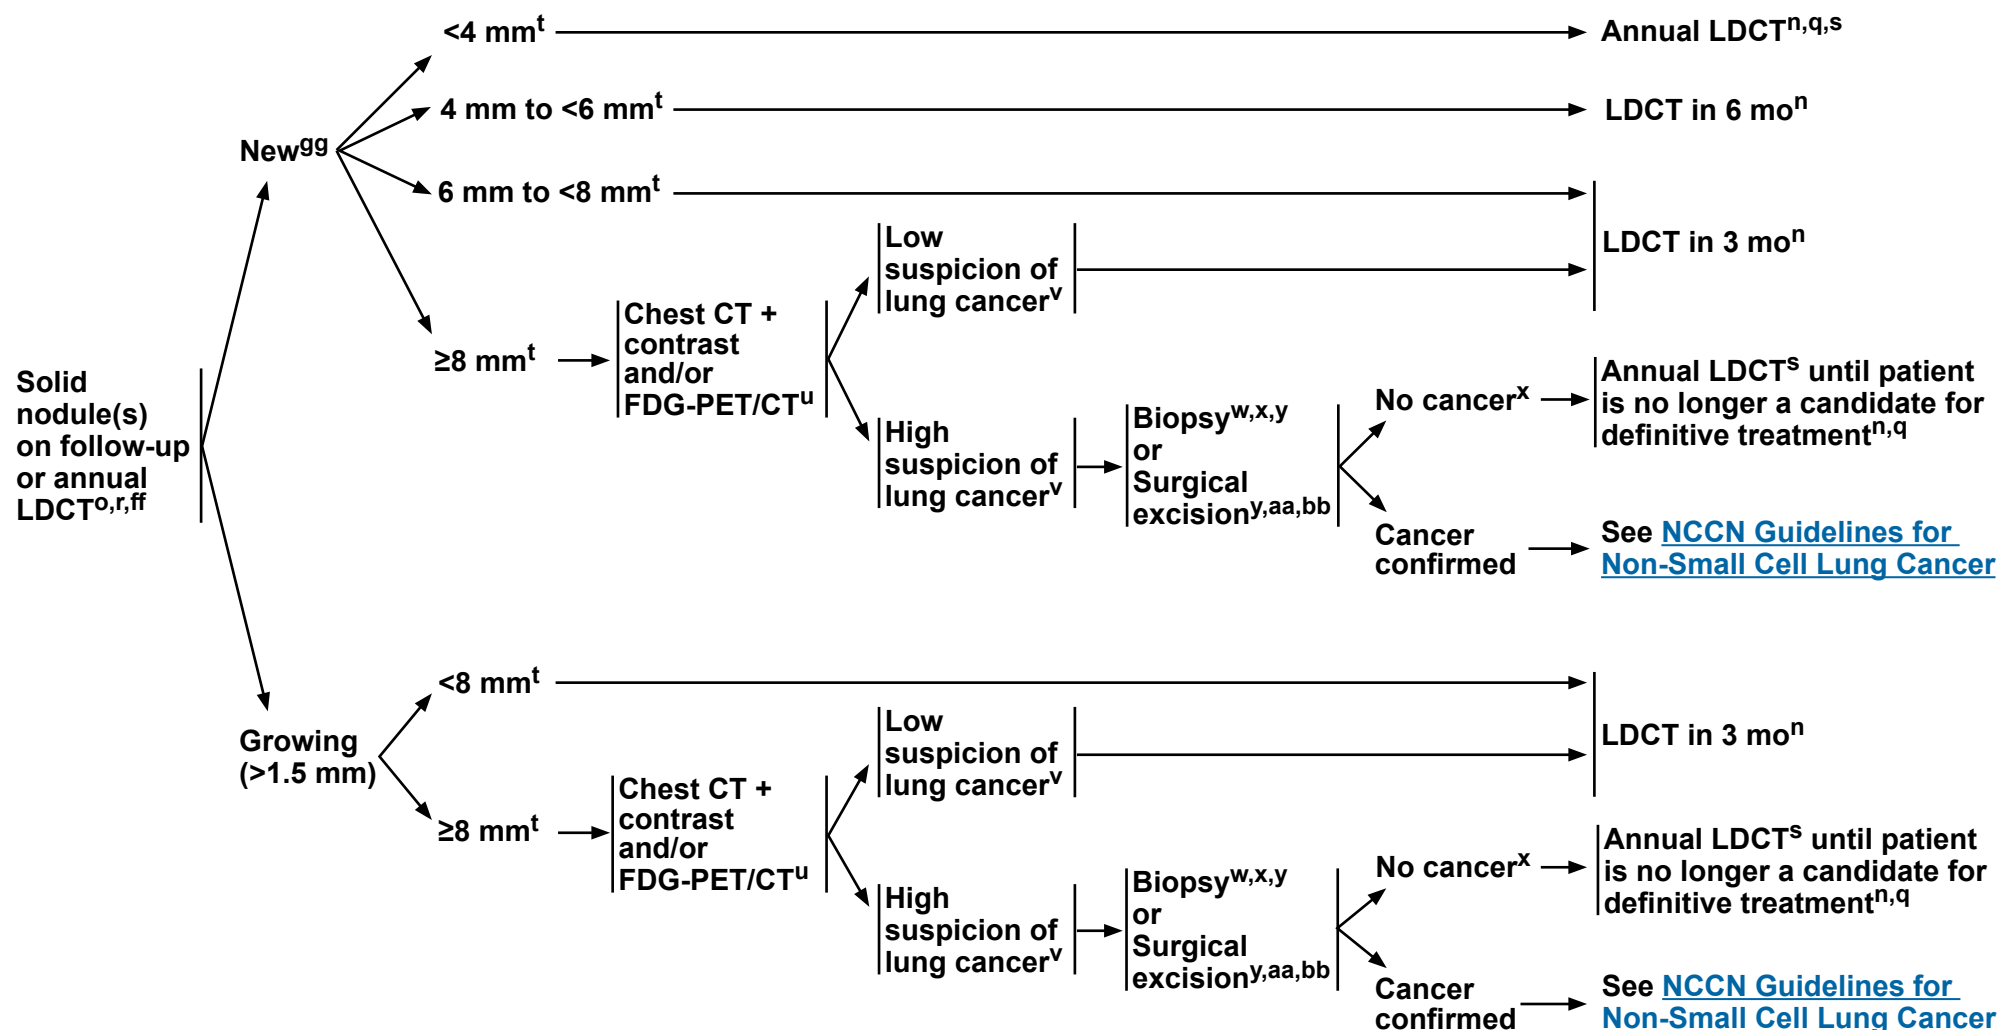 Solid
nodule(s)
on follow-up
or annual
LDCTo,r,ff
Newgg
<4 mmt
Annual LDCTn,q,s
4 mm to <6 mmt
LDCT in 6 mon
6 mm to <8 mmt
LDCT in 3 mon
≥8 mmt
Chest CT +
contrast
and/or
FDG-PET/CTu
Low
suspicion of
lung cancerv
High
suspicion of
lung cancerv
Biopsyw,x,y
or
Surgical
excisiony,aa,bb
No cancerx
Annual LDCTs until patient
is no longer a candidate for
definitive treatmentn,q
Cancer
confirmed
See NCCN Guidelines for
Non-Small Cell Lung Cancer
Growing
(>1.5 mm)
<8 mmt
LDCT in 3 mon
≥8 mmt
Chest CT +
contrast
and/or
FDG-PET/CTu
Low
suspicion of
lung cancerv
High
suspicion of
lung cancerv
Biopsyw,x,y
or
Surgical
excisiony,aa,bb
No cancerx
Annual LDCTs until patient
is no longer a candidate for
definitive treatmentn,q
Cancer
confirmed
See NCCN Guidelines for
Non-Small Cell Lung Cancer